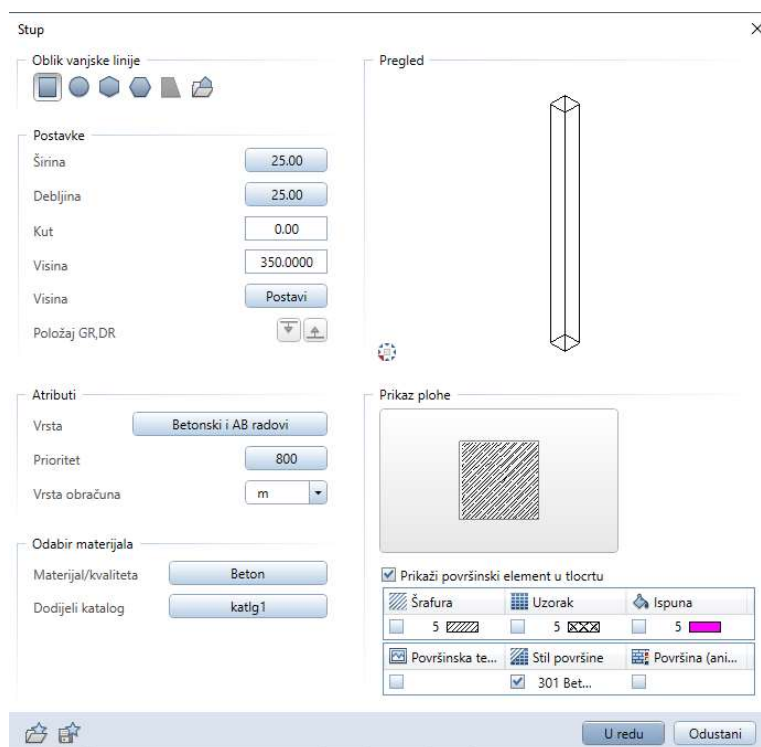 Stup
Oblik vanjske linije
Pregled
Postavke
Širina 25.00
Debljina 25.00
Kut 0.00
Visina 350.0000
Visina Postavi
Položaj GR,DR
Atributi
Vrsta Betonski i AB radovi
Prioritet 800
Vrsta obračuna m
Odabir materijala
Materijal/kvaliteta Beton
Dodijeli katalog katlg1
Prikaz plohe
Prikaži površinski element u tlocrtu
Šrafura Uzorak Ispuna
5 5 5
Površinska te... Stil površine Površina (ani...
301 Bet...
U redu Odustani